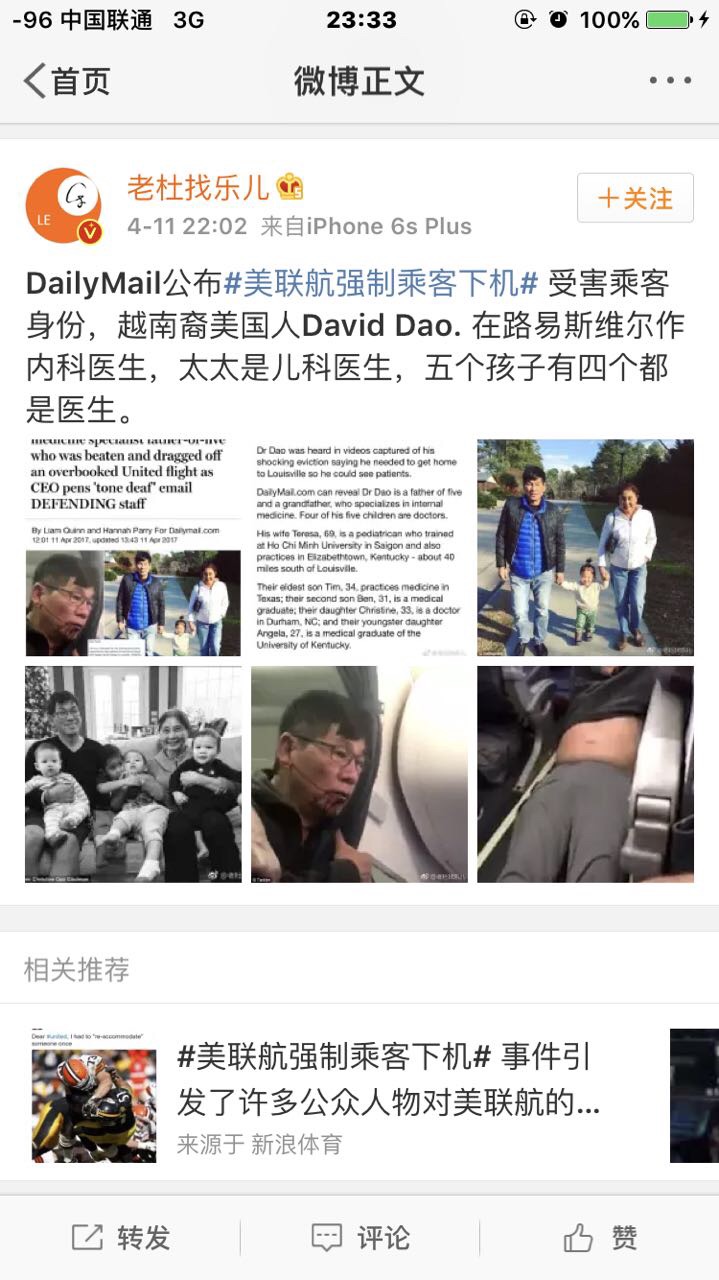 -96 中国联通 3G 23:33 100%
首页 微博正文
LE
老杜找乐儿
4-11 22:02 来自iPhone 6s Plus
+关注
DailyMail公布#美联航强制乘客下机# 受害乘客
身份，越南裔美国人David Dao. 在路易斯维尔作
内科医生，太太是儿科医生，五个孩子有四个都
是医生。
medicine specialist father-of-five
who was beaten and dragged off
an overbooked United flight as
CEO pens 'tone deaf' email
DEFENDING staff
By Liam Quinn and Hannah Parry For Dailymail.com
12:01 11 Apr 2017, updated 13:43 11 Apr 2017
Dr Dao was heard in videos captured of his
shocking eviction saying he needed to get home
to Louisville so he could see patients.
DailyMail.com can reveal Dr Dao is a father of five
and a grandfather, who specializes in internal
medicine. Four of his five children are doctors.
His wife Teresa, 69, is a pediatrican who trained
at Ho Chi Minh University in Saigon and also
practices in Elizabethtown, Kentucky - about 40
miles south of Louisville.
Their eldest son Tim, 34, practices medicine in
Texas; their second son Ben, 31, is a medical
graduate; their daughter Christine, 33, is a doctor
in Durham, NC; and their youngster daughter
Angela, 27, is a medical graduate of the
University of Kentucky.
相关推荐
Dear #united, I had to "re-accommodate"
someone once
#美联航强制乘客下机# 事件引
发了许多公众人物对美联航的...
来源于 新浪体育
转发 评论 赞